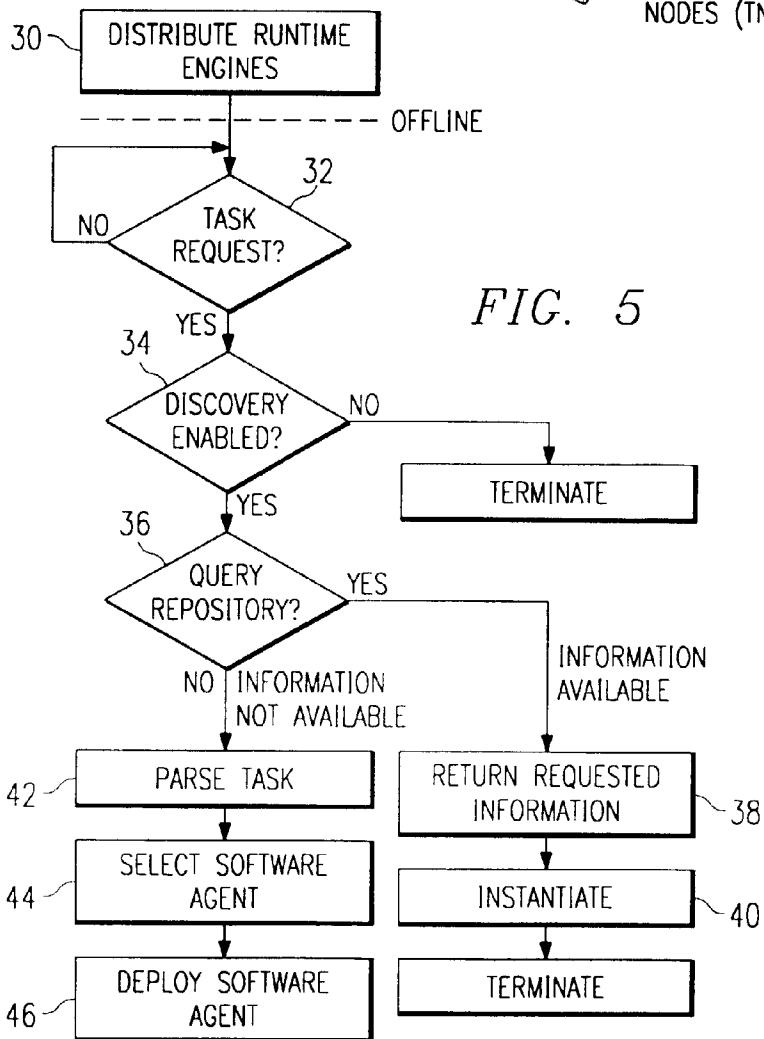 NODES (TN
30
DISTRIBUTE RUNTIME
ENGINES
OFFLINE
32
TASK
REQUEST?
NO
YES
FIG. 5
34
DISCOVERY
ENABLED?
NO
TERMINATE
YES
36
QUERY
REPOSITORY?
YES
NO
INFORMATION
NOT AVAILABLE
INFORMATION
AVAILABLE
42
PARSE TASK
RETURN REQUESTED
INFORMATION
38
44
SELECT SOFTWARE
AGENT
INSTANTIATE
40
46
DEPLOY SOFTWARE
AGENT
TERMINATE